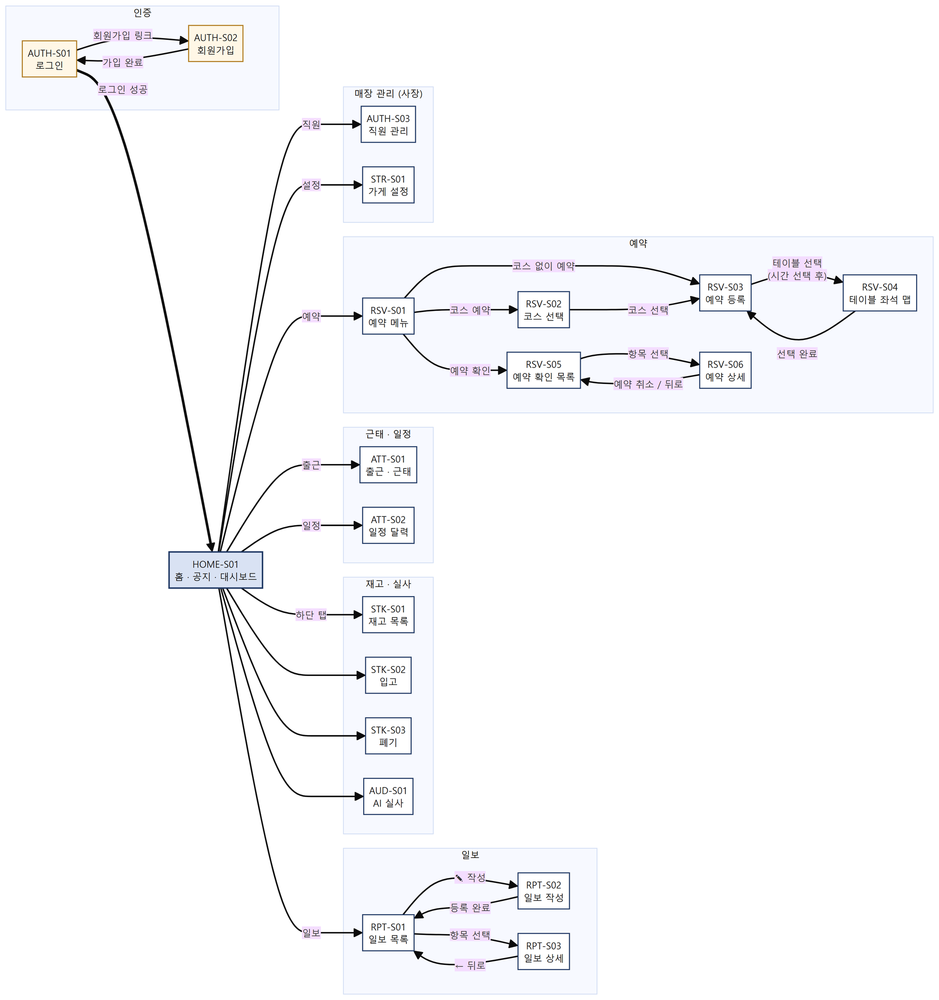 인증
AUTH-S01
로그인
회원가입 링크
AUTH-S02
회원가입
가입 완료
로그인 성공
매장 관리 (사장)
직원
AUTH-S03
직원 관리
설정
STR-S01
가게 설정
예약
예약
RSV-S01
예약 메뉴
코스 없이 예약
코스 예약
RSV-S02
코스 선택
코스 선택
RSV-S03
예약 등록
테이블 선택
(시간 선택 후)
RSV-S04
테이블 좌석 맵
선택 완료
예약 확인
RSV-S05
예약 확인 목록
항목 선택
RSV-S06
예약 상세
예약 취소 / 뒤로
근태 · 일정
출근
ATT-S01
출근 · 근태
일정
ATT-S02
일정 달력
HOME-S01
홈 · 공지 · 대시보드
재고 · 실사
하단 탭
STK-S01
재고 목록
STK-S02
입고
STK-S03
폐기
AUD-S01
AI 실사
일보
일보
RPT-S01
일보 목록
✎ 작성
RPT-S02
일보 작성
등록 완료
항목 선택
RPT-S03
일보 상세
← 뒤로